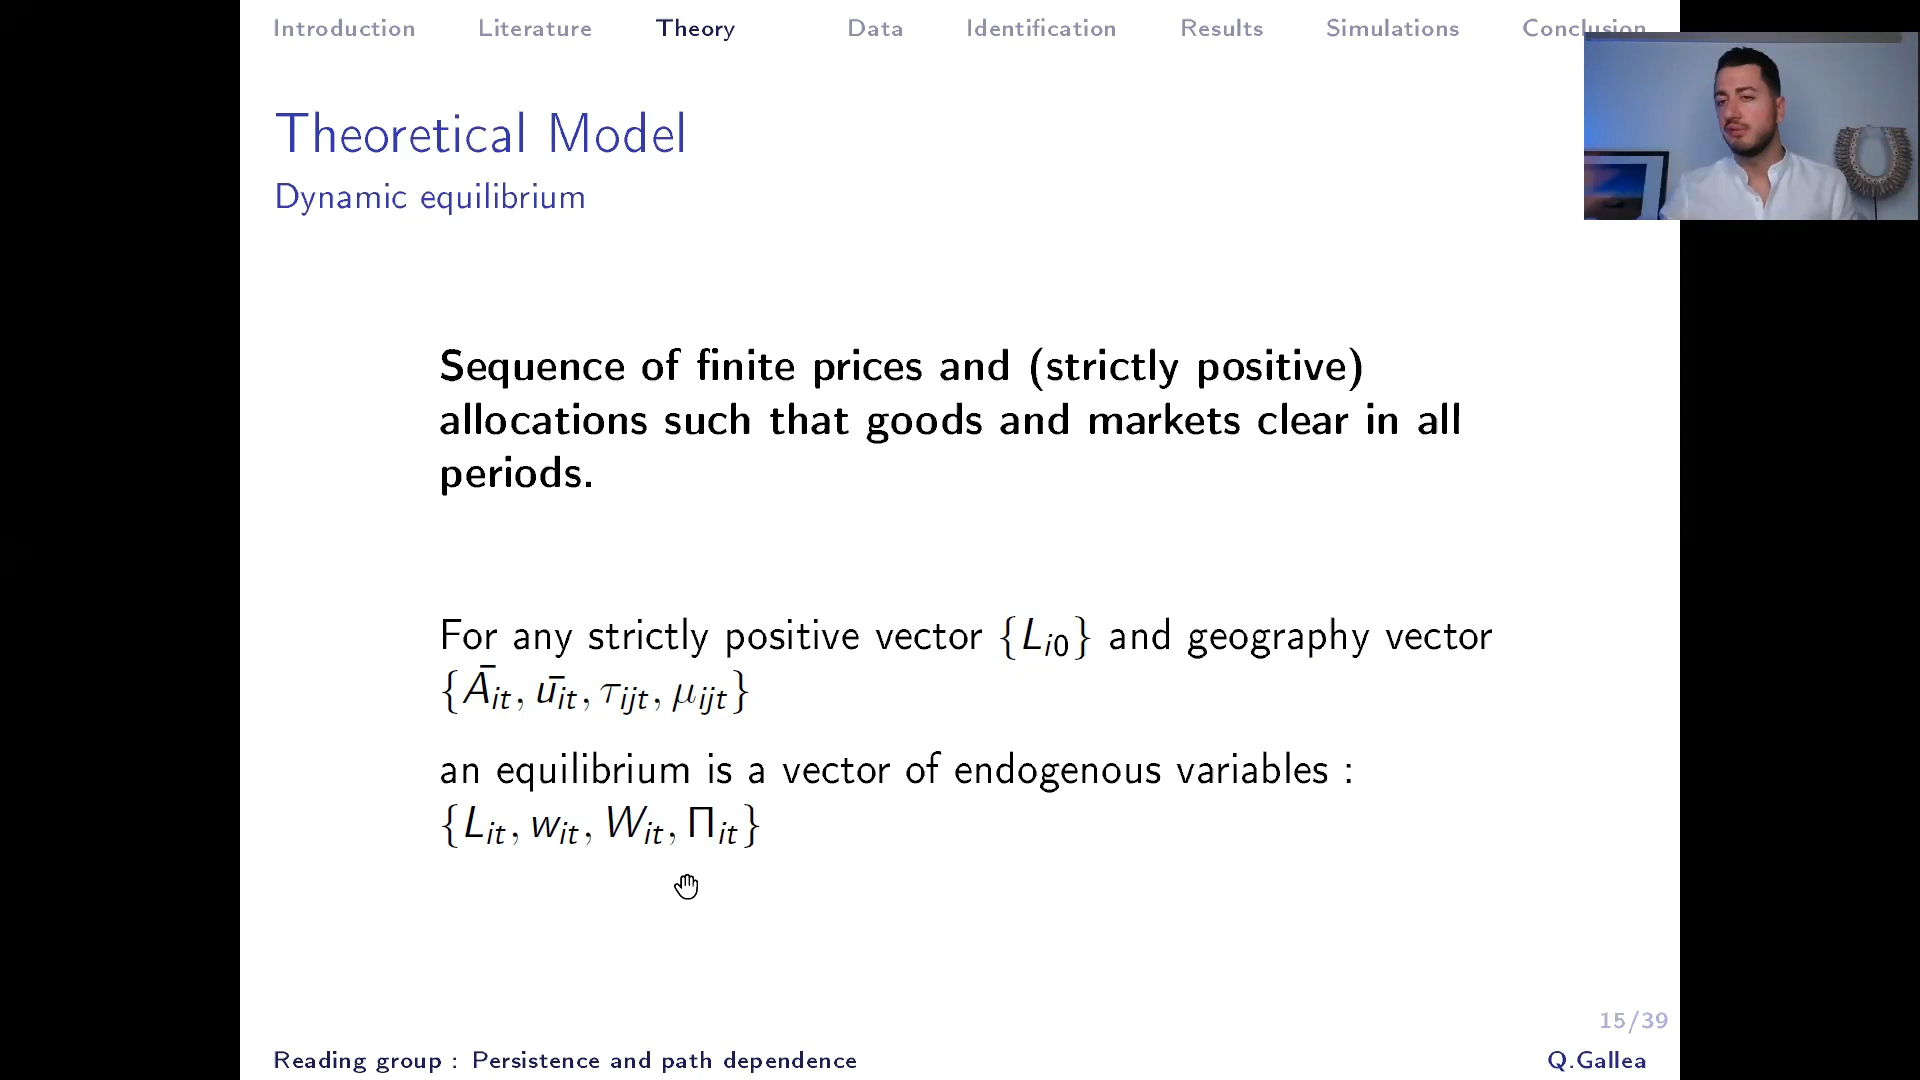 Introduction Literature Theory Data Identification Results Simulations Conclusion
Theoretical Model
Dynamic equilibrium
Sequence of finite prices and (strictly positive)
allocations such that goods and markets clear in all
periods.
For any strictly positive vector {L_{i0}} and geography vector
{Ā_{it}, ū_{it}, τ_{ijt}, μ_{ijt}}
an equilibrium is a vector of endogenous variables :
{L_{it}, w_{it}, W_{it}, Π_{it}}
15/39
Reading group : Persistence and path dependence Q.Gallea